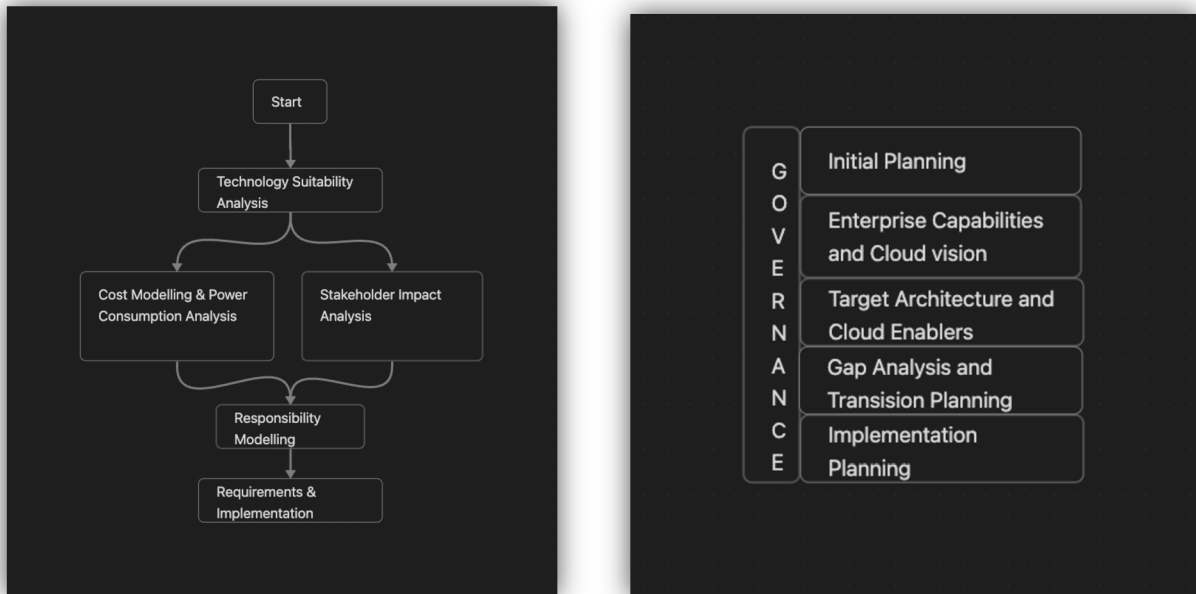 Start
Technology Suitability
Analysis
Cost Modelling & Power
Consumption Analysis
Stakeholder Impact
Analysis
Responsibility
Modelling
Requirements &
Implementation
G
O
V
E
R
N
A
N
C
E
Initial Planning
Enterprise Capabilities
and Cloud vision
Target Architecture and
Cloud Enablers
Gap Analysis and
Transision Planning
Implementation
Planning